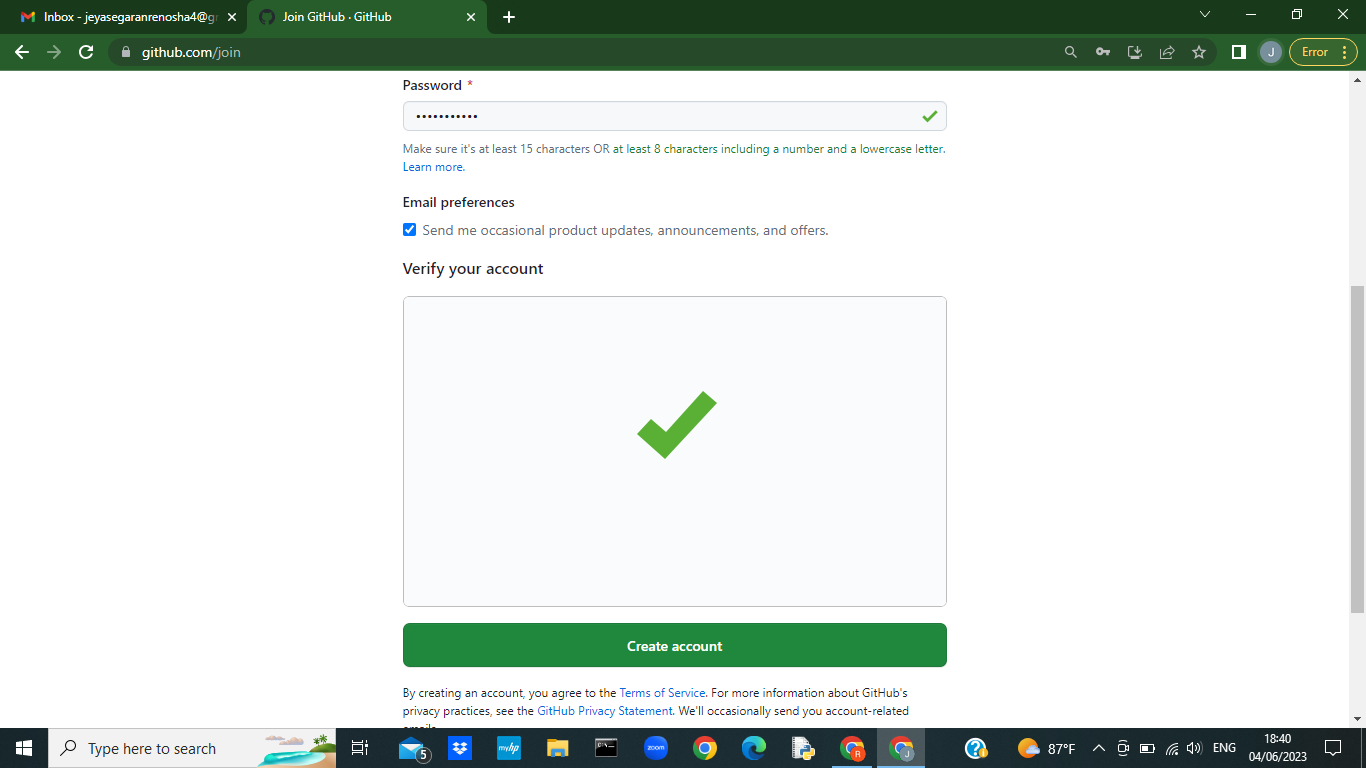 Inbox - jeyasegaranrenosha4@gr
Join GitHub · GitHub
github.com/join
J
Error
Password *
•••••••••••
Make sure it's at least 15 characters OR at least 8 characters including a number and a lowercase letter.
Learn more.
Email preferences
Send me occasional product updates, announcements, and offers.
Verify your account
Create account
By creating an account, you agree to the Terms of Service. For more information about GitHub's
privacy practices, see the GitHub Privacy Statement. We'll occasionally send you account-related
Type here to search
5
myhp
zoom
R
J
87°F
ENG
18:40
04/06/2023